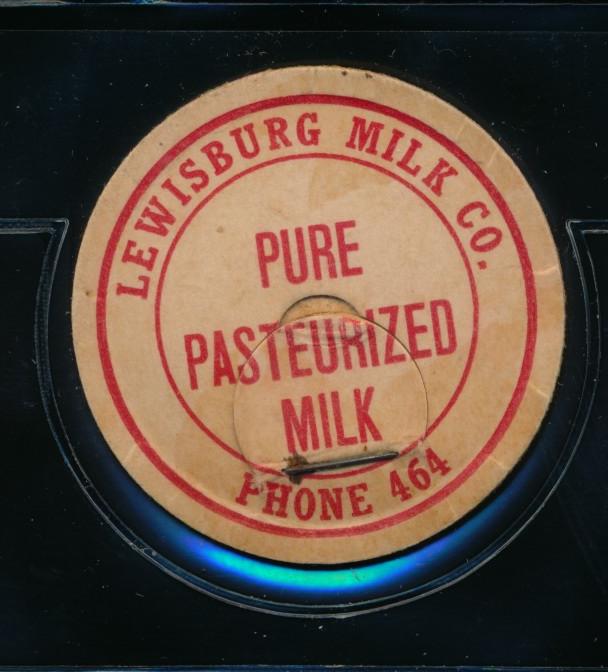 LEWISBURG MILK CO.
PURE
PASTEURIZED
MILK
PHONE 464